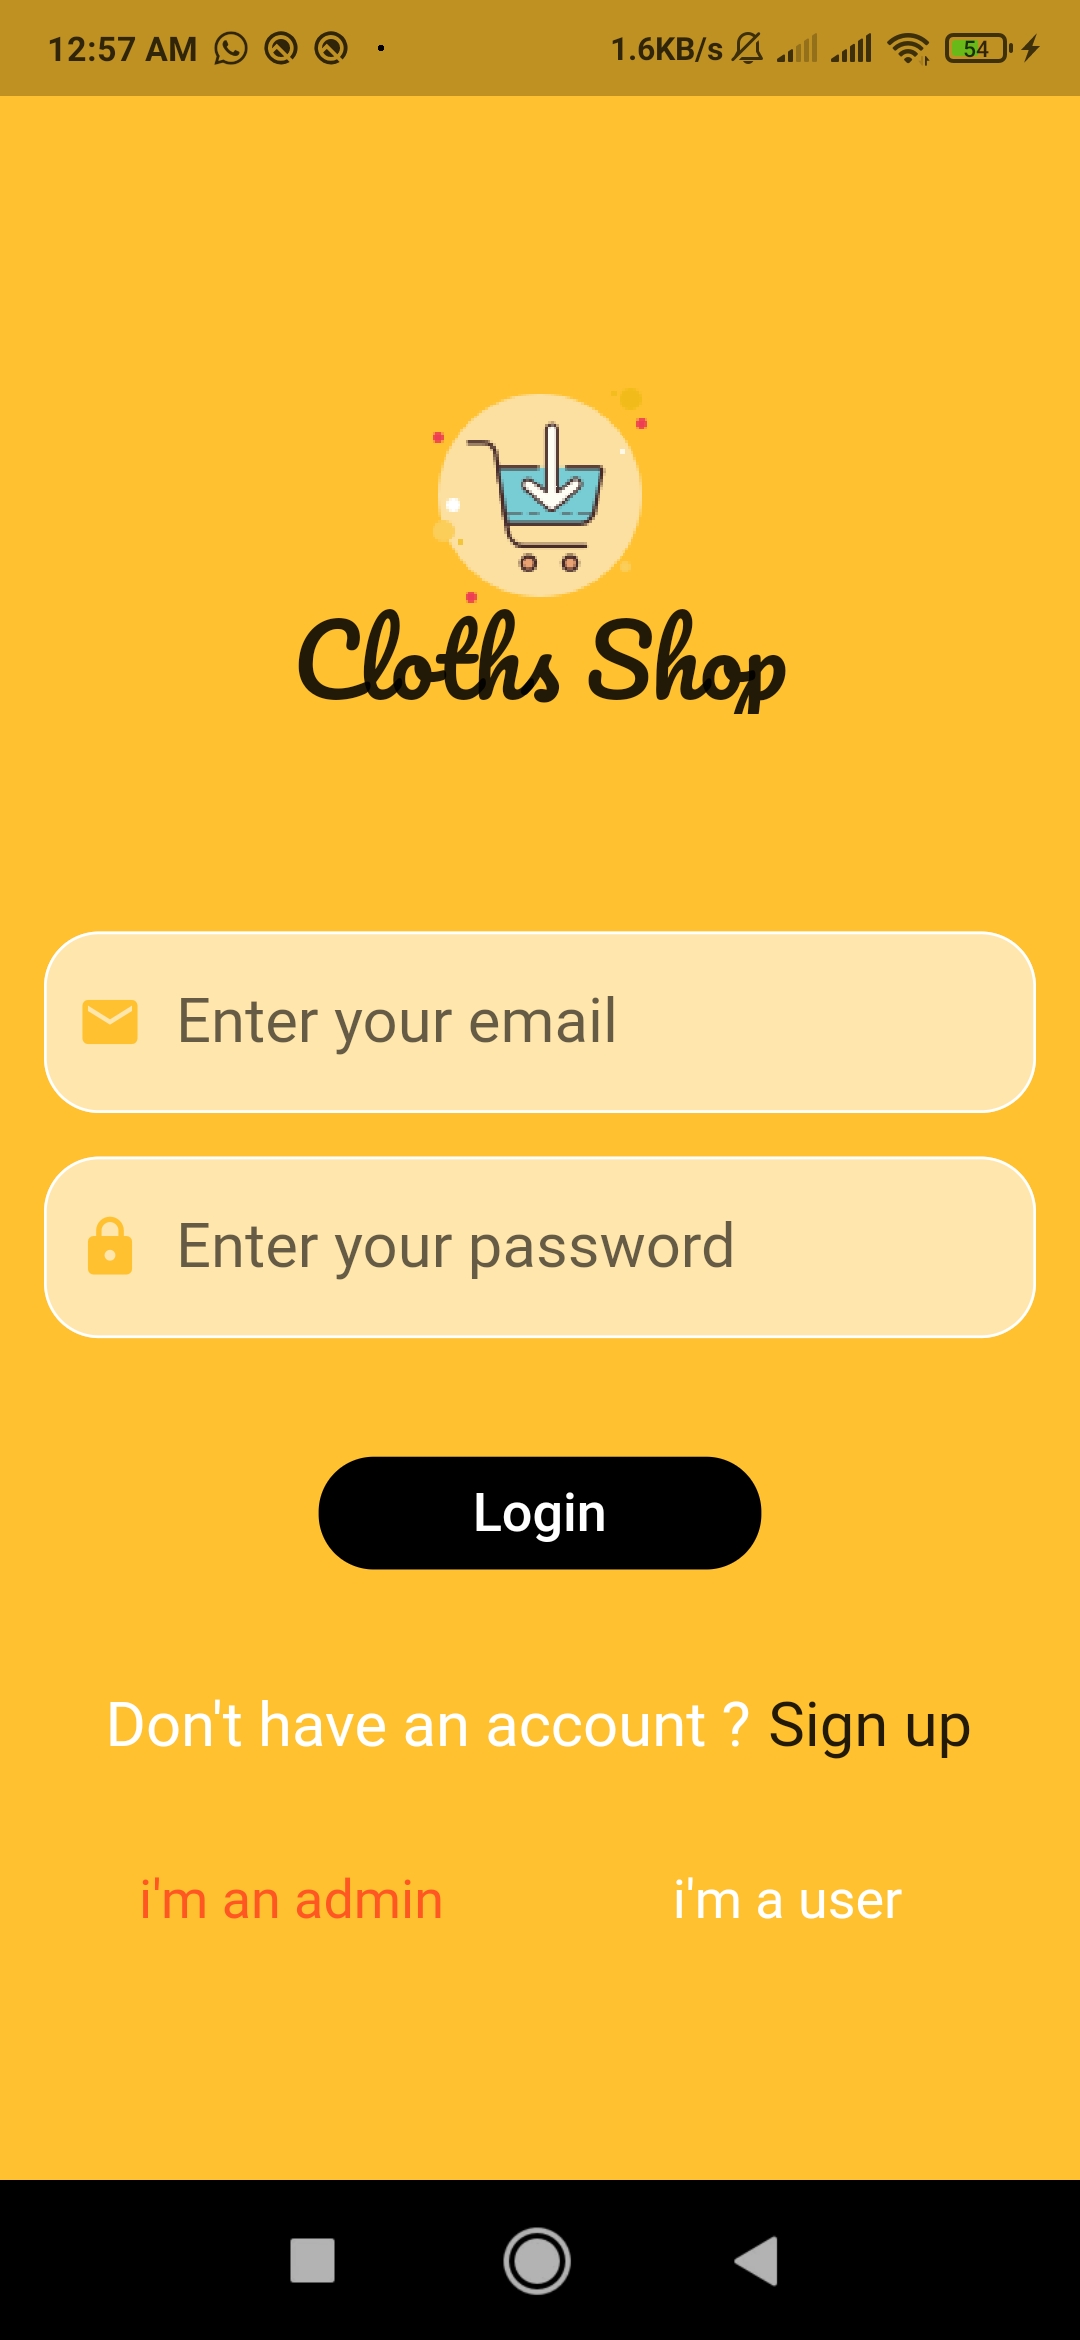 12:57 AM 1.6KB/s 54
Cloths Shop
Enter your email
Enter your password
Login
Don't have an account ? Sign up
i'm an admin i'm a user